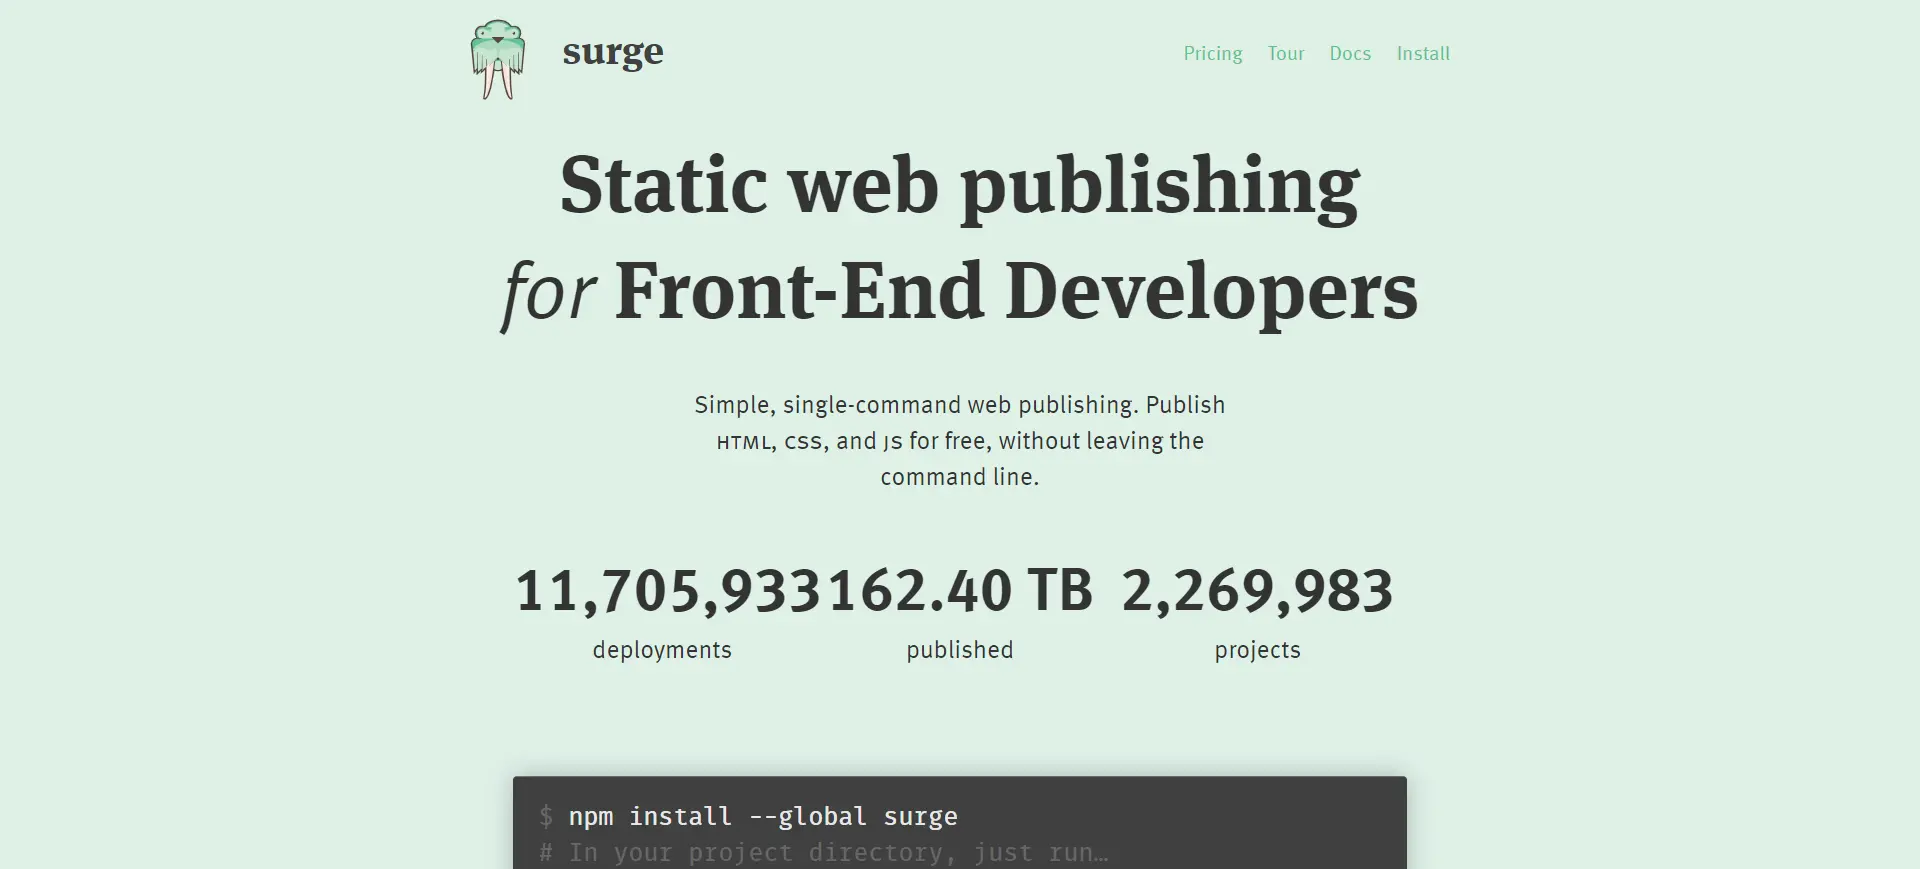 surge
Pricing Tour Docs Install
Static web publishing
for Front-End Developers
Simple, single-command web publishing. Publish
HTML, CSS, and JS for free, without leaving the
command line.
11,705,933 162.40 TB 2,269,983
deployments published projects
$ npm install --global surge
# In your project directory, just run…